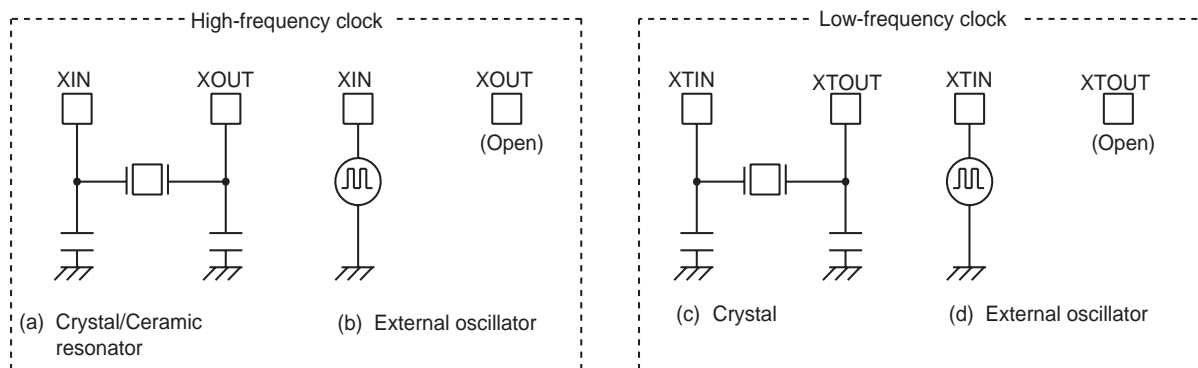 High-frequency clock
XIN
XOUT
XIN
XOUT
(Open)
(a) Crystal/Ceramic
resonator
(b) External oscillator
Low-frequency clock
XTIN
XTOUT
XTIN
XTOUT
(Open)
(c) Crystal
(d) External oscillator